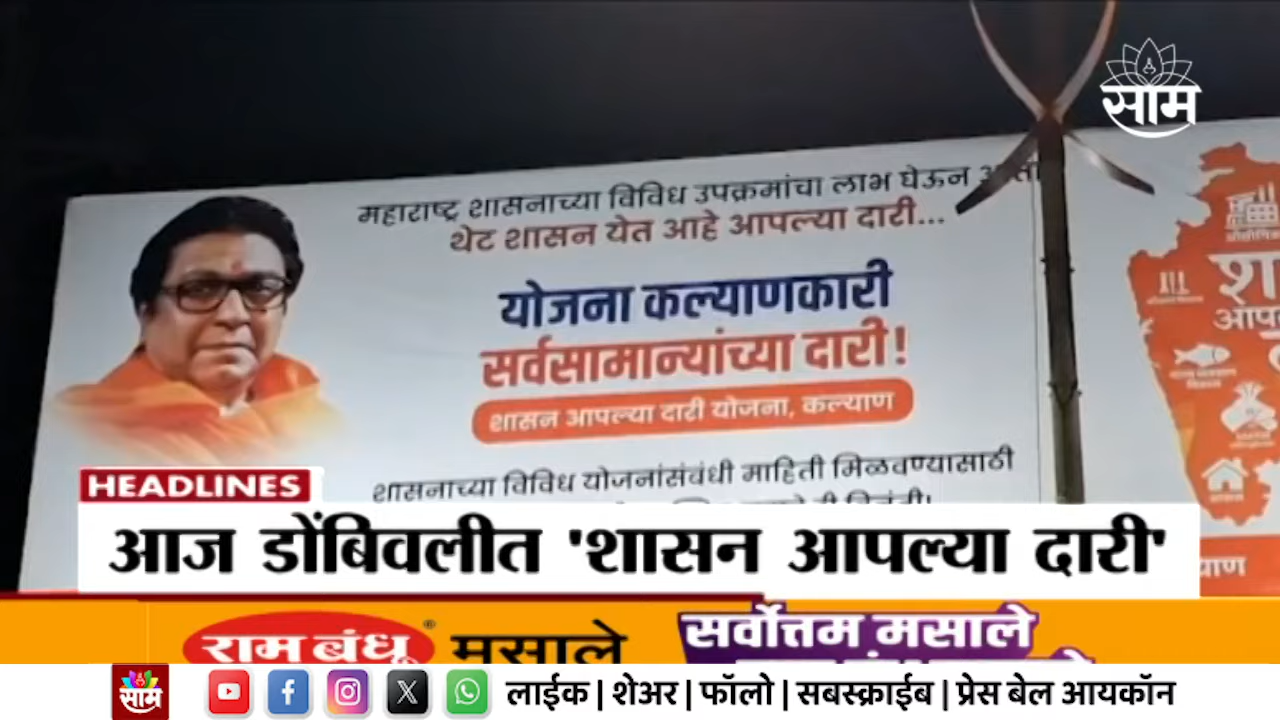 साम
महाराष्ट्र शासनाच्या विविध उपक्रमांचा लाभ घेऊन
थेट शासन येत आहे आपल्या दारी...
योजना कल्याणकारी
सर्वसामान्यांच्या दारी!
शासन आपल्या दारी योजना, कल्याण
शासनाच्या विविध योजनांसंबंधी माहिती मिळवण्यासाठी
HEADLINES
आज डोंबिवलीत 'शासन आपल्या दारी'
राम बंधू® मसाले
सर्वोत्तम मसाले
साम
लाईक | शेअर | फॉलो | सबस्क्राईब | प्रेस बेल आयकॉन